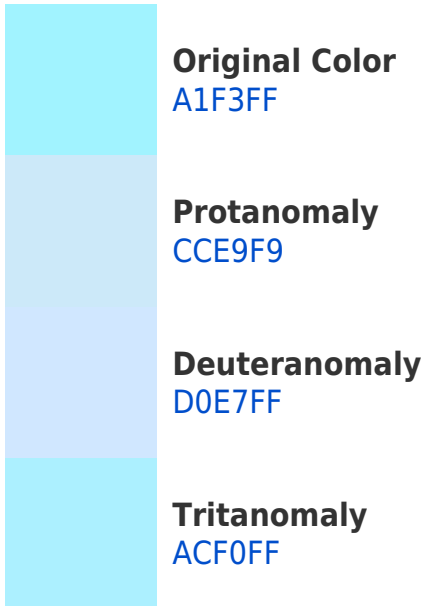 Original Color
A1F3FF
Protanomaly
CCE9F9
Deuteranomaly
D0E7FF
Tritanomaly
ACF0FF